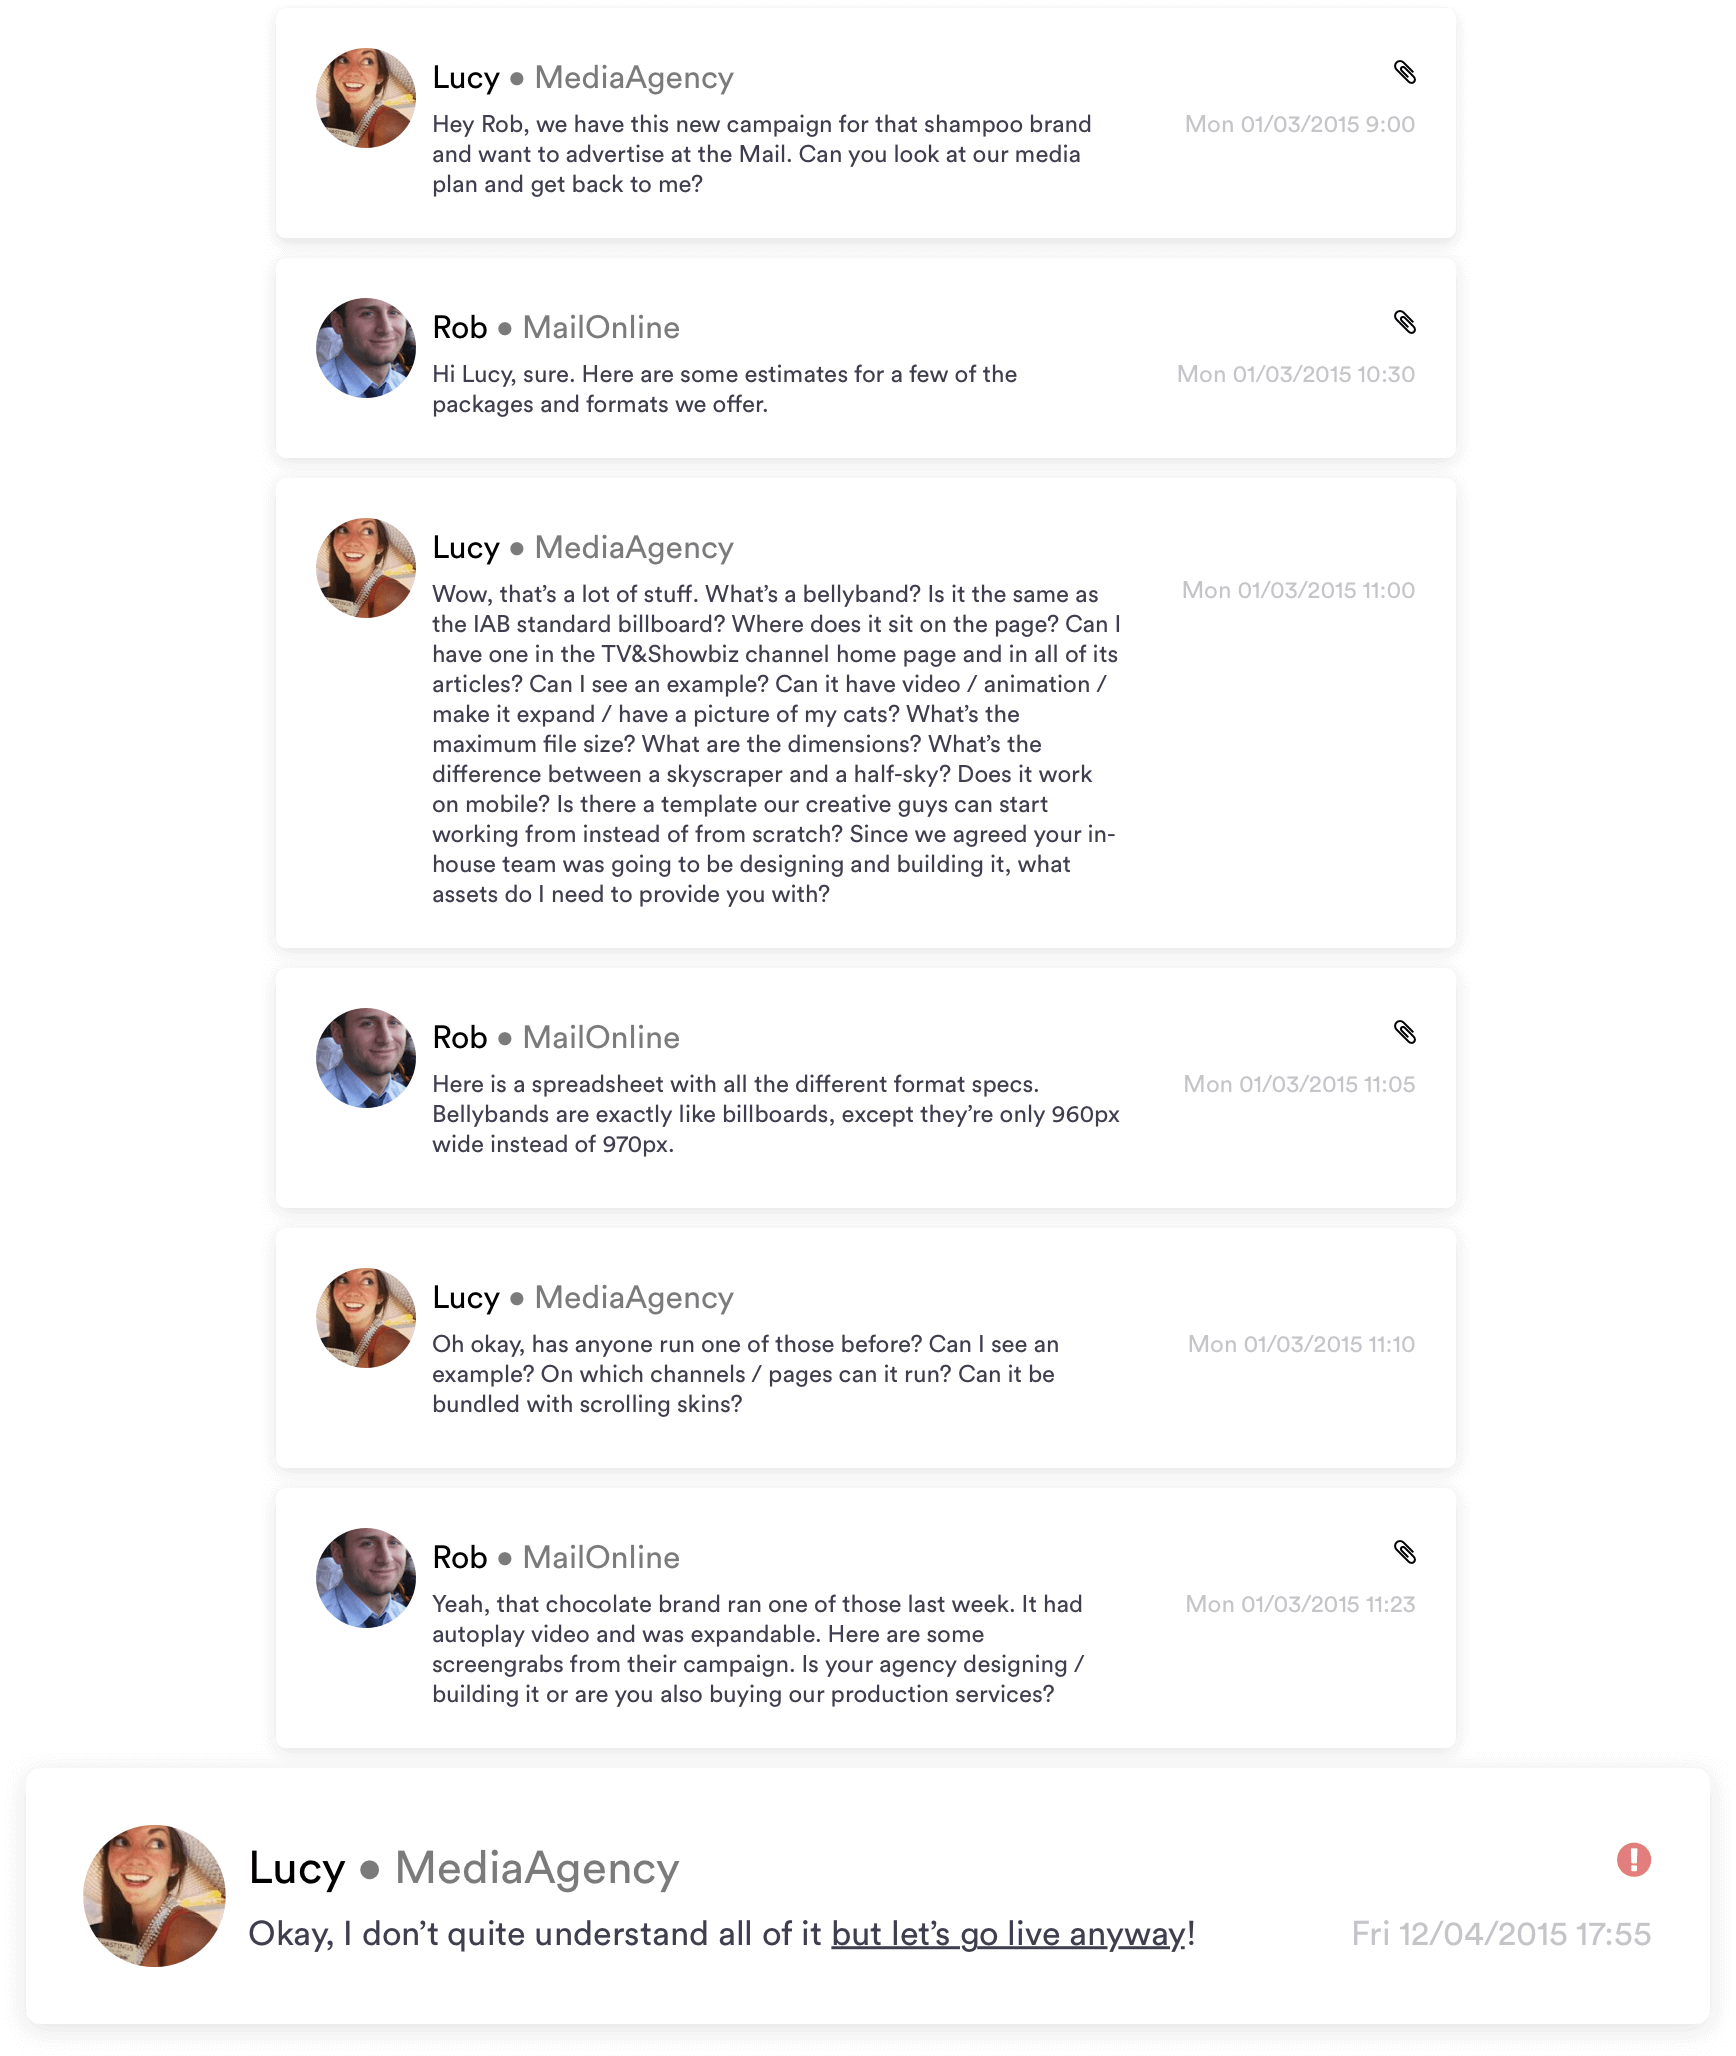 Lucy • MediaAgency
Hey Rob, we have this new campaign for that shampoo brand
Mon 01/03/2015 9:00
and want to advertise at the Mail. Can you look at our media
plan and get back to me?
Rob • MailOnline
Hi Lucy, sure. Here are some estimates for a few of the
Mon 01/03/2015 10:30
packages and formats we offer.
Lucy • MediaAgency
Wow, that’s a lot of stuff. What’s a bellyband? Is it the same as
Mon 01/03/2015 11:00
the IAB standard billboard? Where does it sit on the page? Can I
have one in the TV&Showbiz channel home page and in all of its
articles? Can I see an example? Can it have video / animation /
make it expand / have a picture of my cats? What’s the
maximum file size? What are the dimensions? What’s the
difference between a skyscraper and a half-sky? Does it work
on mobile? Is there a template our creative guys can start
working from instead of from scratch? Since we agreed your in-
house team was going to be designing and building it, what
assets do I need to provide you with?
Rob • MailOnline
Here is a spreadsheet with all the different format specs.
Mon 01/03/2015 11:05
Bellybands are exactly like billboards, except they’re only 960px
wide instead of 970px.
Lucy • MediaAgency
Oh okay, has anyone run one of those before? Can I see an
Mon 01/03/2015 11:10
example? On which channels / pages can it run? Can it be
bundled with scrolling skins?
Rob • MailOnline
Yeah, that chocolate brand ran one of those last week. It had
Mon 01/03/2015 11:23
autoplay video and was expandable. Here are some
screengrabs from their campaign. Is your agency designing /
building it or are you also buying our production services?
Lucy • MediaAgency
Okay, I don’t quite understand all of it but let’s go live anyway!
Fri 12/04/2015 17:55